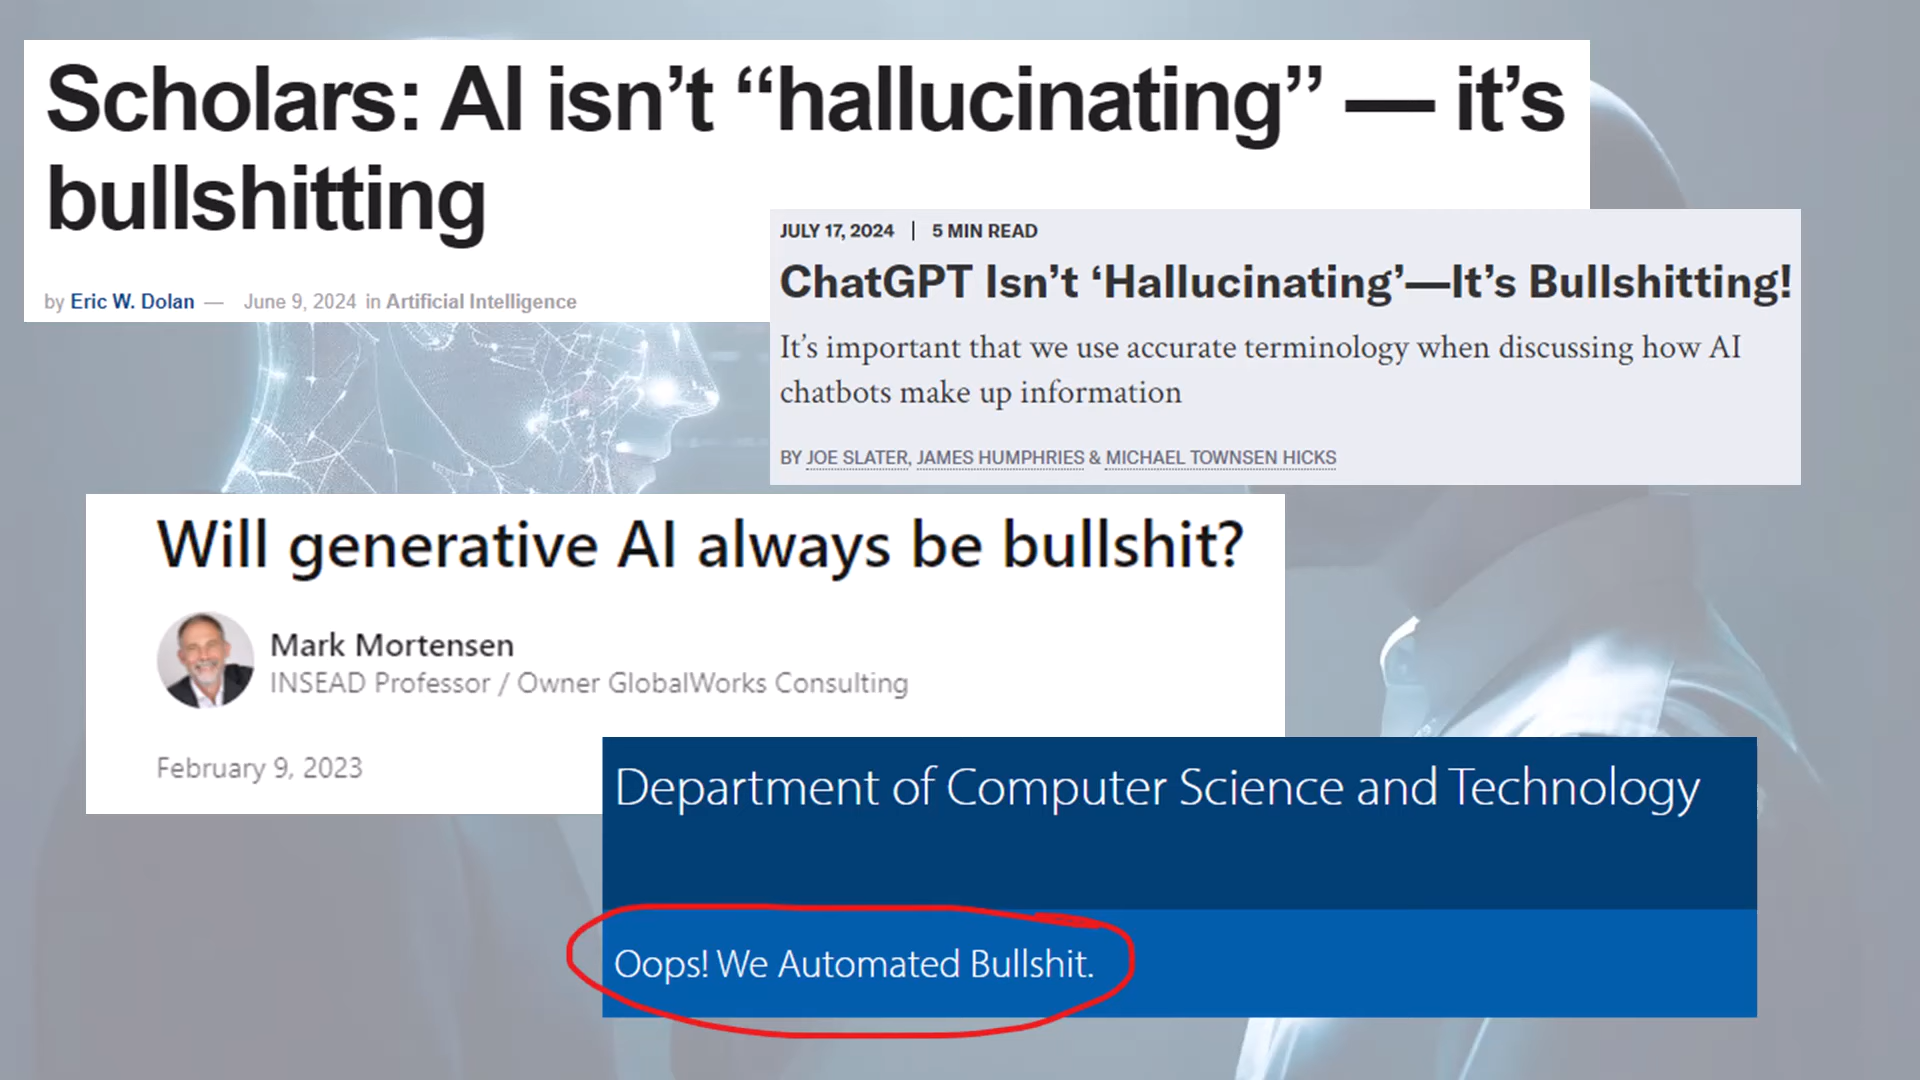 Scholars: AI isn’t “hallucinating” — it’s
bullshitting
by Eric W. Dolan — June 9, 2024 in Artificial Intelligence
JULY 17, 2024 | 5 MIN READ
ChatGPT Isn’t ‘Hallucinating’—It’s Bullshitting!
It’s important that we use accurate terminology when discussing how AI
chatbots make up information
BY JOE SLATER, JAMES HUMPHRIES & MICHAEL TOWNSEN HICKS
Will generative AI always be bullshit?
Mark Mortensen
INSEAD Professor / Owner GlobalWorks Consulting
February 9, 2023
Department of Computer Science and Technology
Oops! We Automated Bullshit.